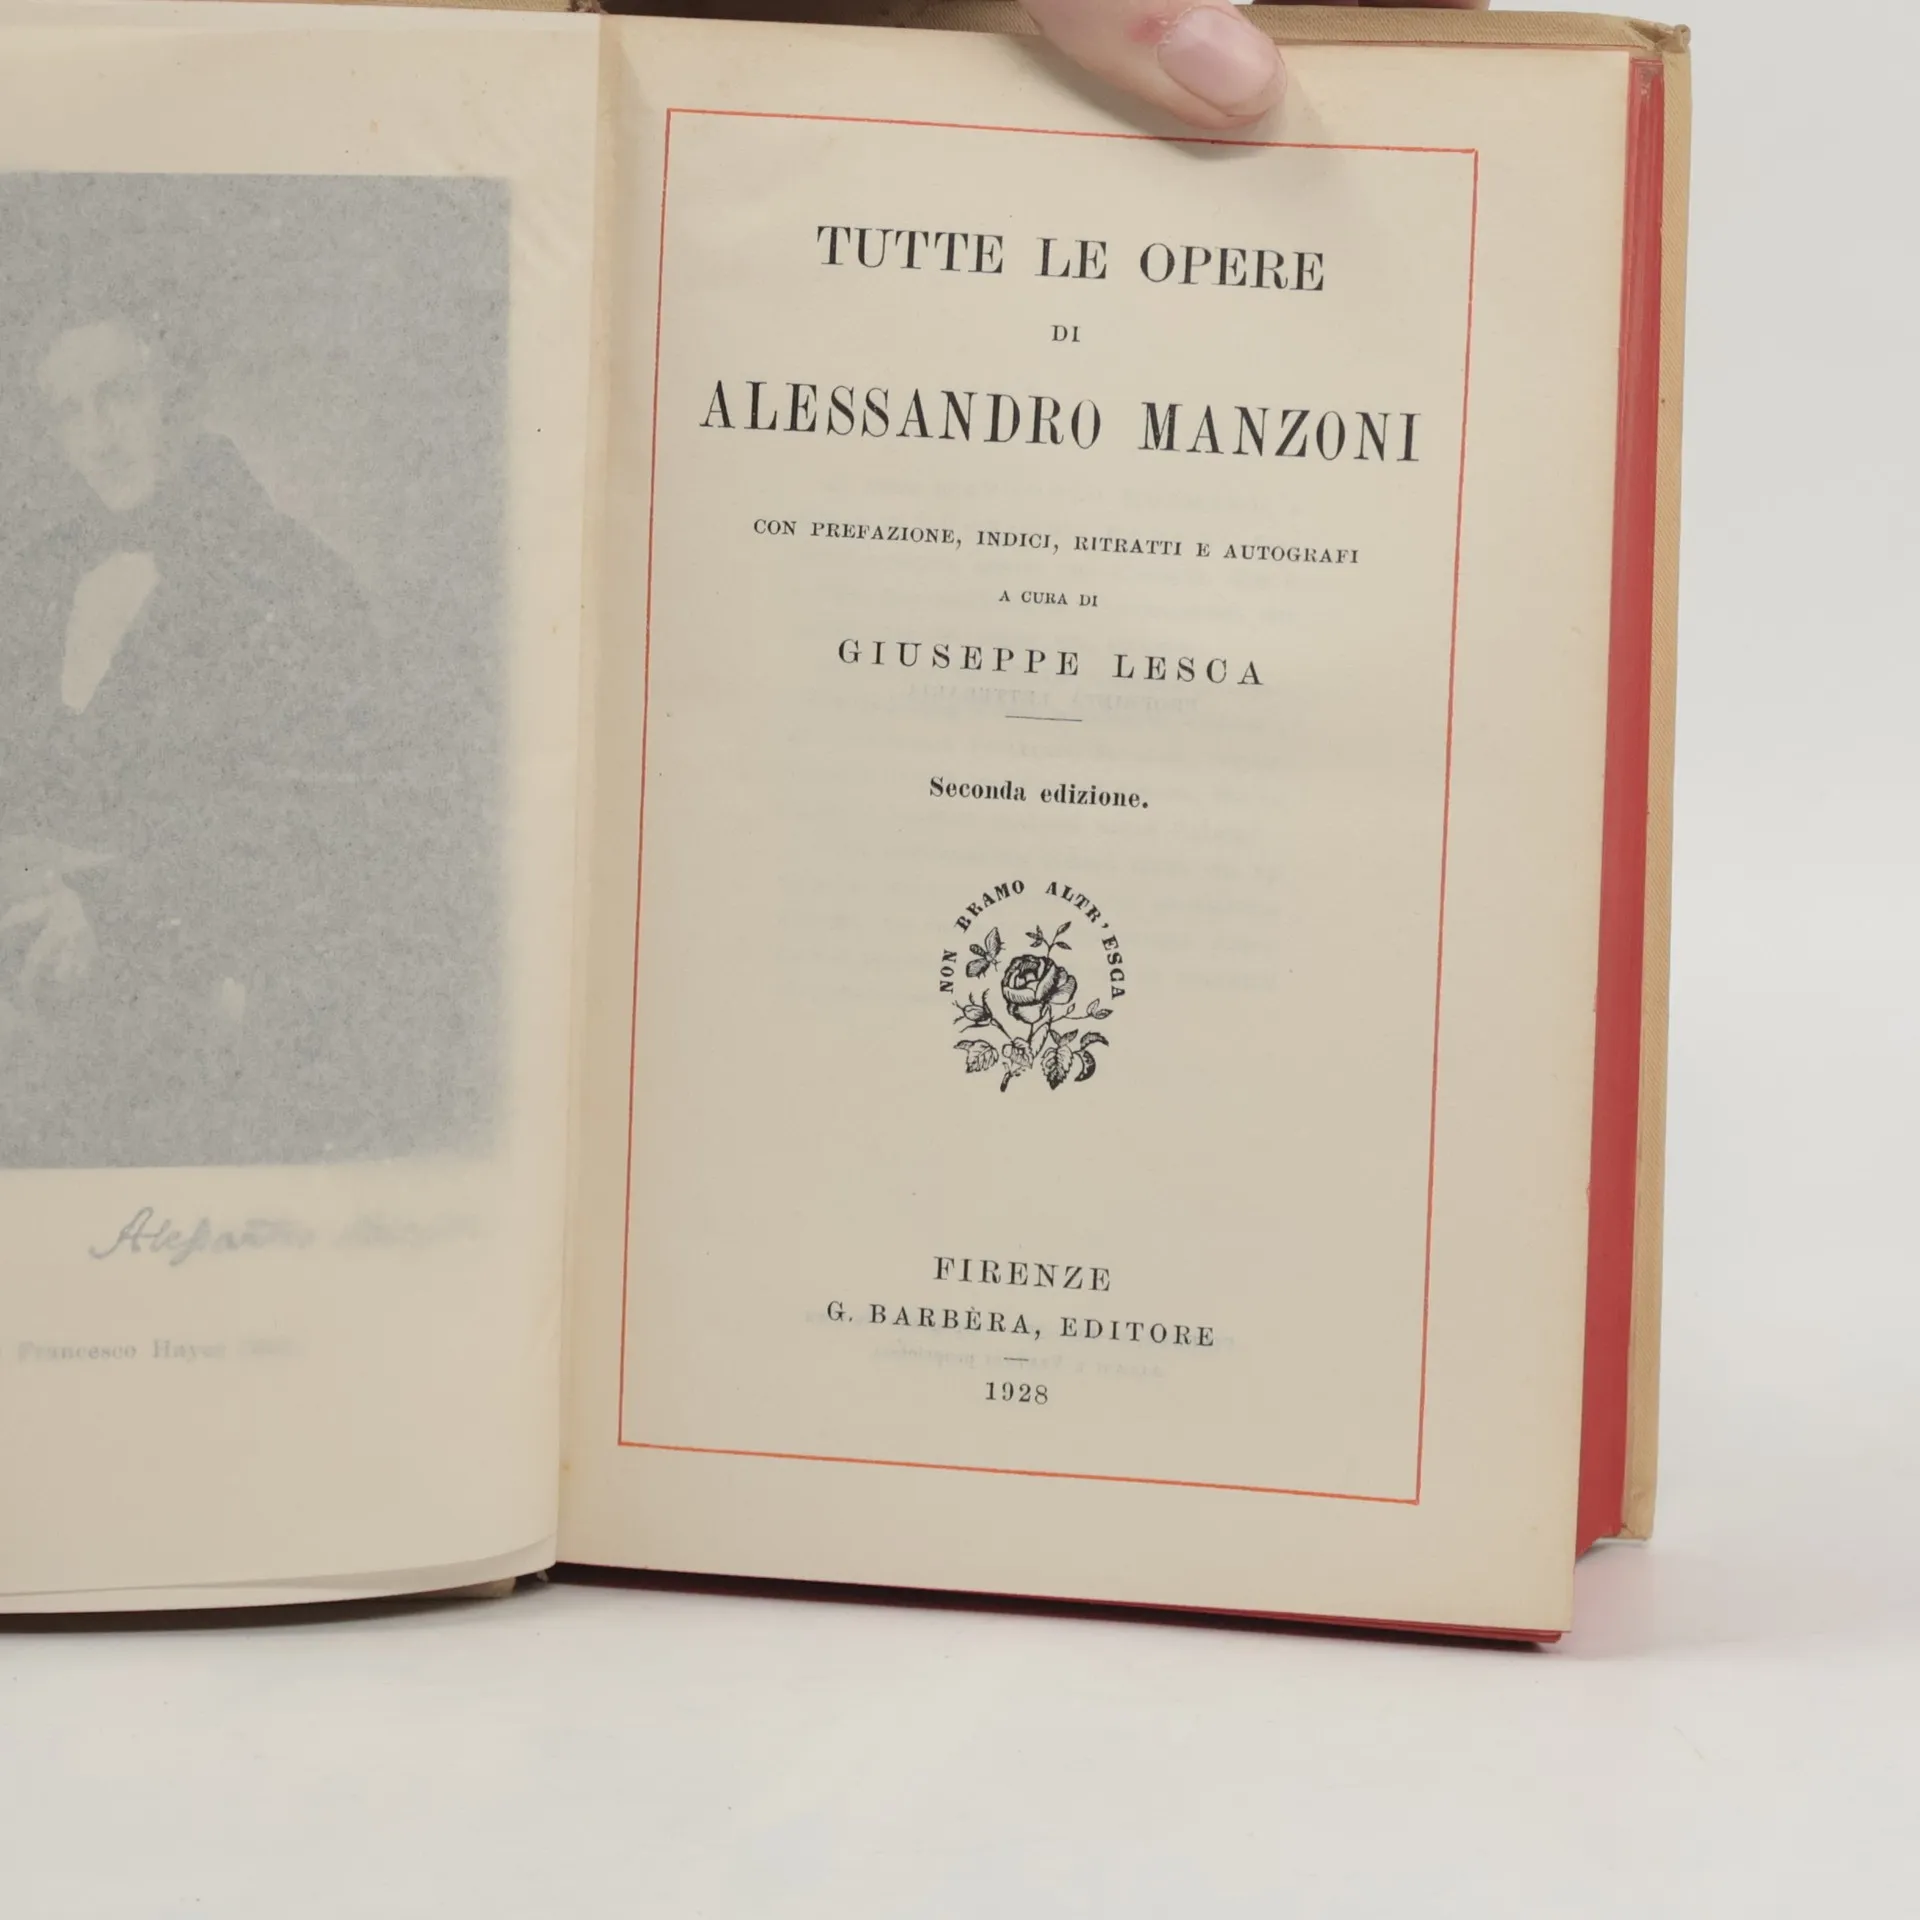 Alessandro
Francesco Hayez
TUTTE LE OPERE
DI
ALESSANDRO MANZONI
CON PREFAZIONE, INDICI, RITRATTI E AUTOGRAFI
A CURA DI
GIUSEPPE LESCA
Seconda edizione.
NON BRAMO ALTR' ESCA
FIRENZE
G. BARBÈRA, EDITORE
1928